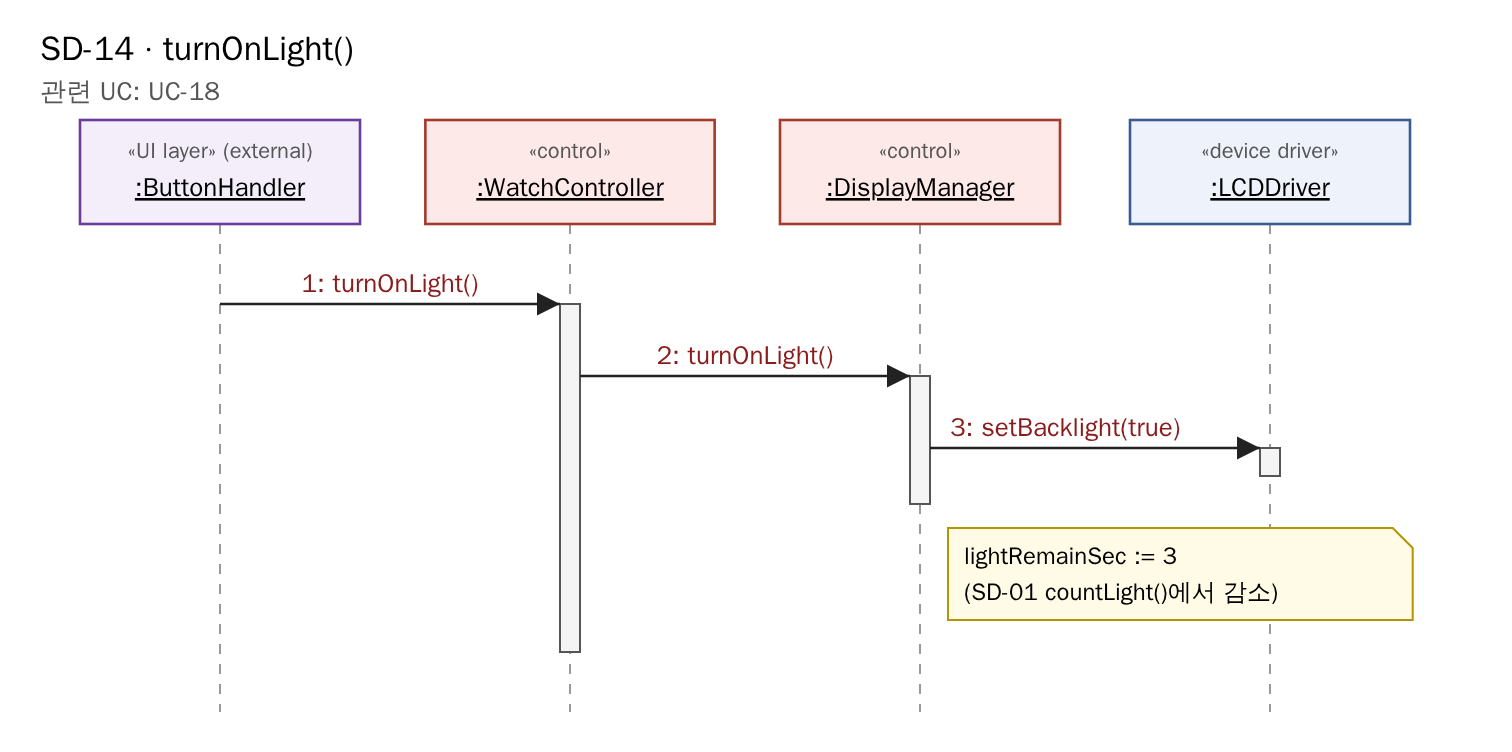 SD-14 · turnOnLight()
관련 UC: UC-18
«UI layer» (external)
:ButtonHandler
«control»
:WatchController
«control»
:DisplayManager
«device driver»
:LCDDriver
1: turnOnLight()
2: turnOnLight()
3: setBacklight(true)
lightRemainSec := 3
(SD-01 countLight()에서 감소)